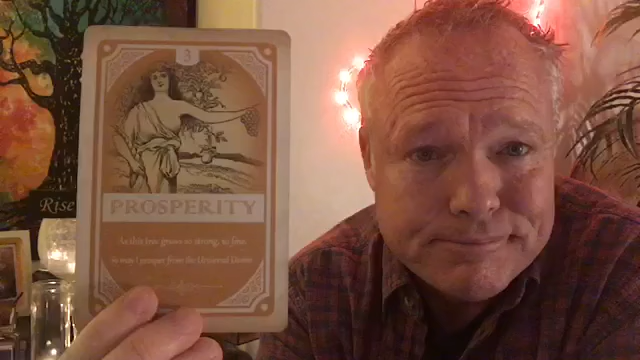 3
Rise
PROSPERITY
As this tree grows so strong, so fine
So may I prosper from the Universal Divine